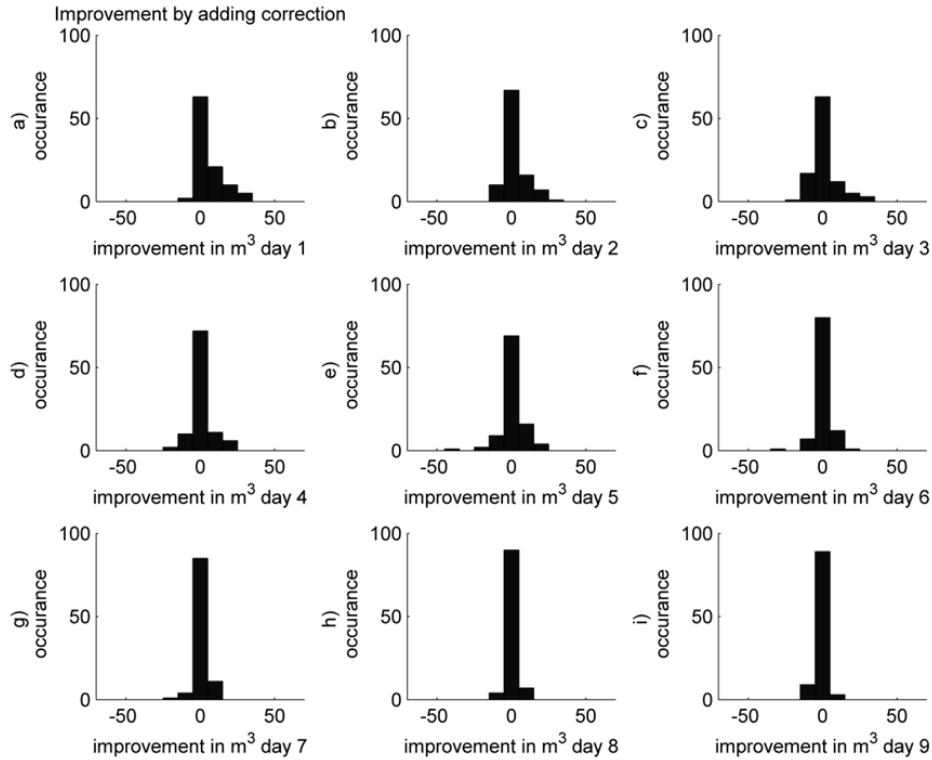 Improvement by adding correction
100
50
0
a)
occurance
-50 0 50
improvement in m³ day 1
100
50
0
b)
occurance
-50 0 50
improvement in m³ day 2
100
50
0
c)
occurance
-50 0 50
improvement in m³ day 3
100
50
0
d)
occurance
-50 0 50
improvement in m³ day 4
100
50
0
e)
occurance
-50 0 50
improvement in m³ day 5
100
50
0
f)
occurance
-50 0 50
improvement in m³ day 6
100
50
0
g)
occurance
-50 0 50
improvement in m³ day 7
100
50
0
h)
occurance
-50 0 50
improvement in m³ day 8
100
50
0
i)
occurance
-50 0 50
improvement in m³ day 9